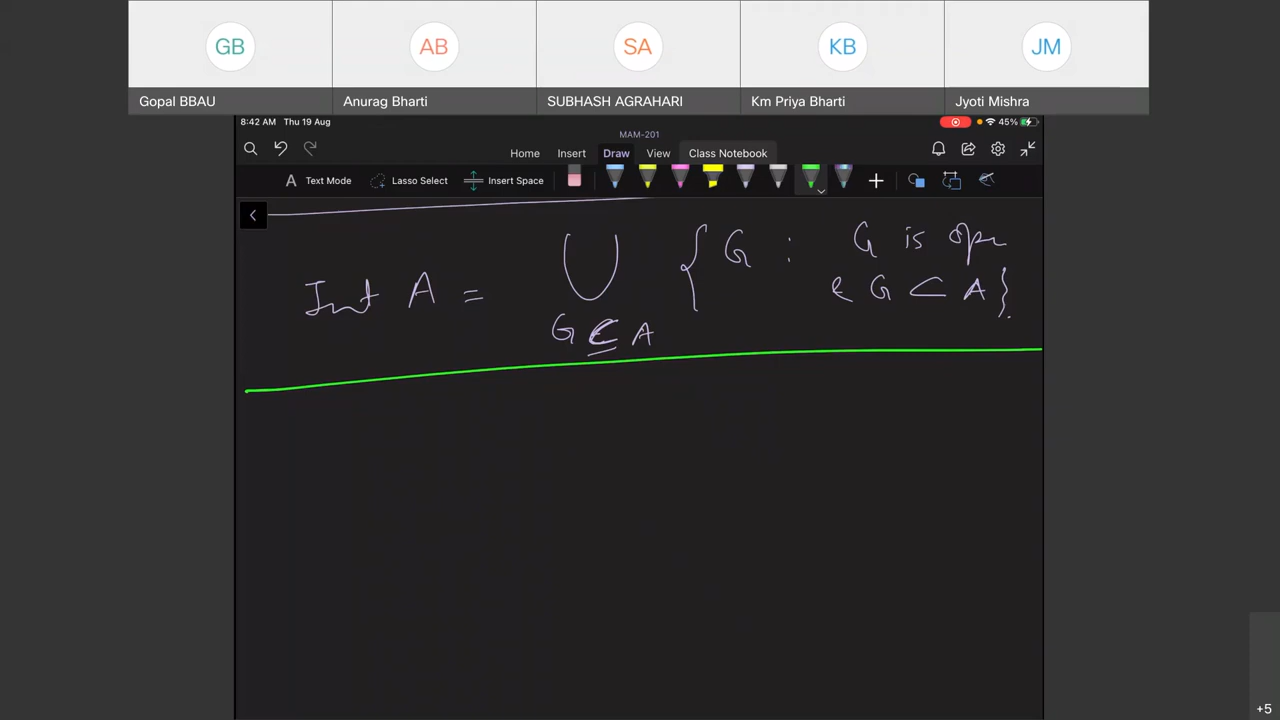 GB AB SA KB JM
Gopal BBAU Anurag Bharti SUBHASH AGRAHARI Km Priya Bharti Jyoti Mishra
8:42 AM Thu 19 Aug 45%
MAM-201
Home Insert Draw View Class Notebook
A Text Mode Lasso Select Insert Space
Int A = ⋃ { G : G is open
G ⊆ A & G ⊂ A }.
+5